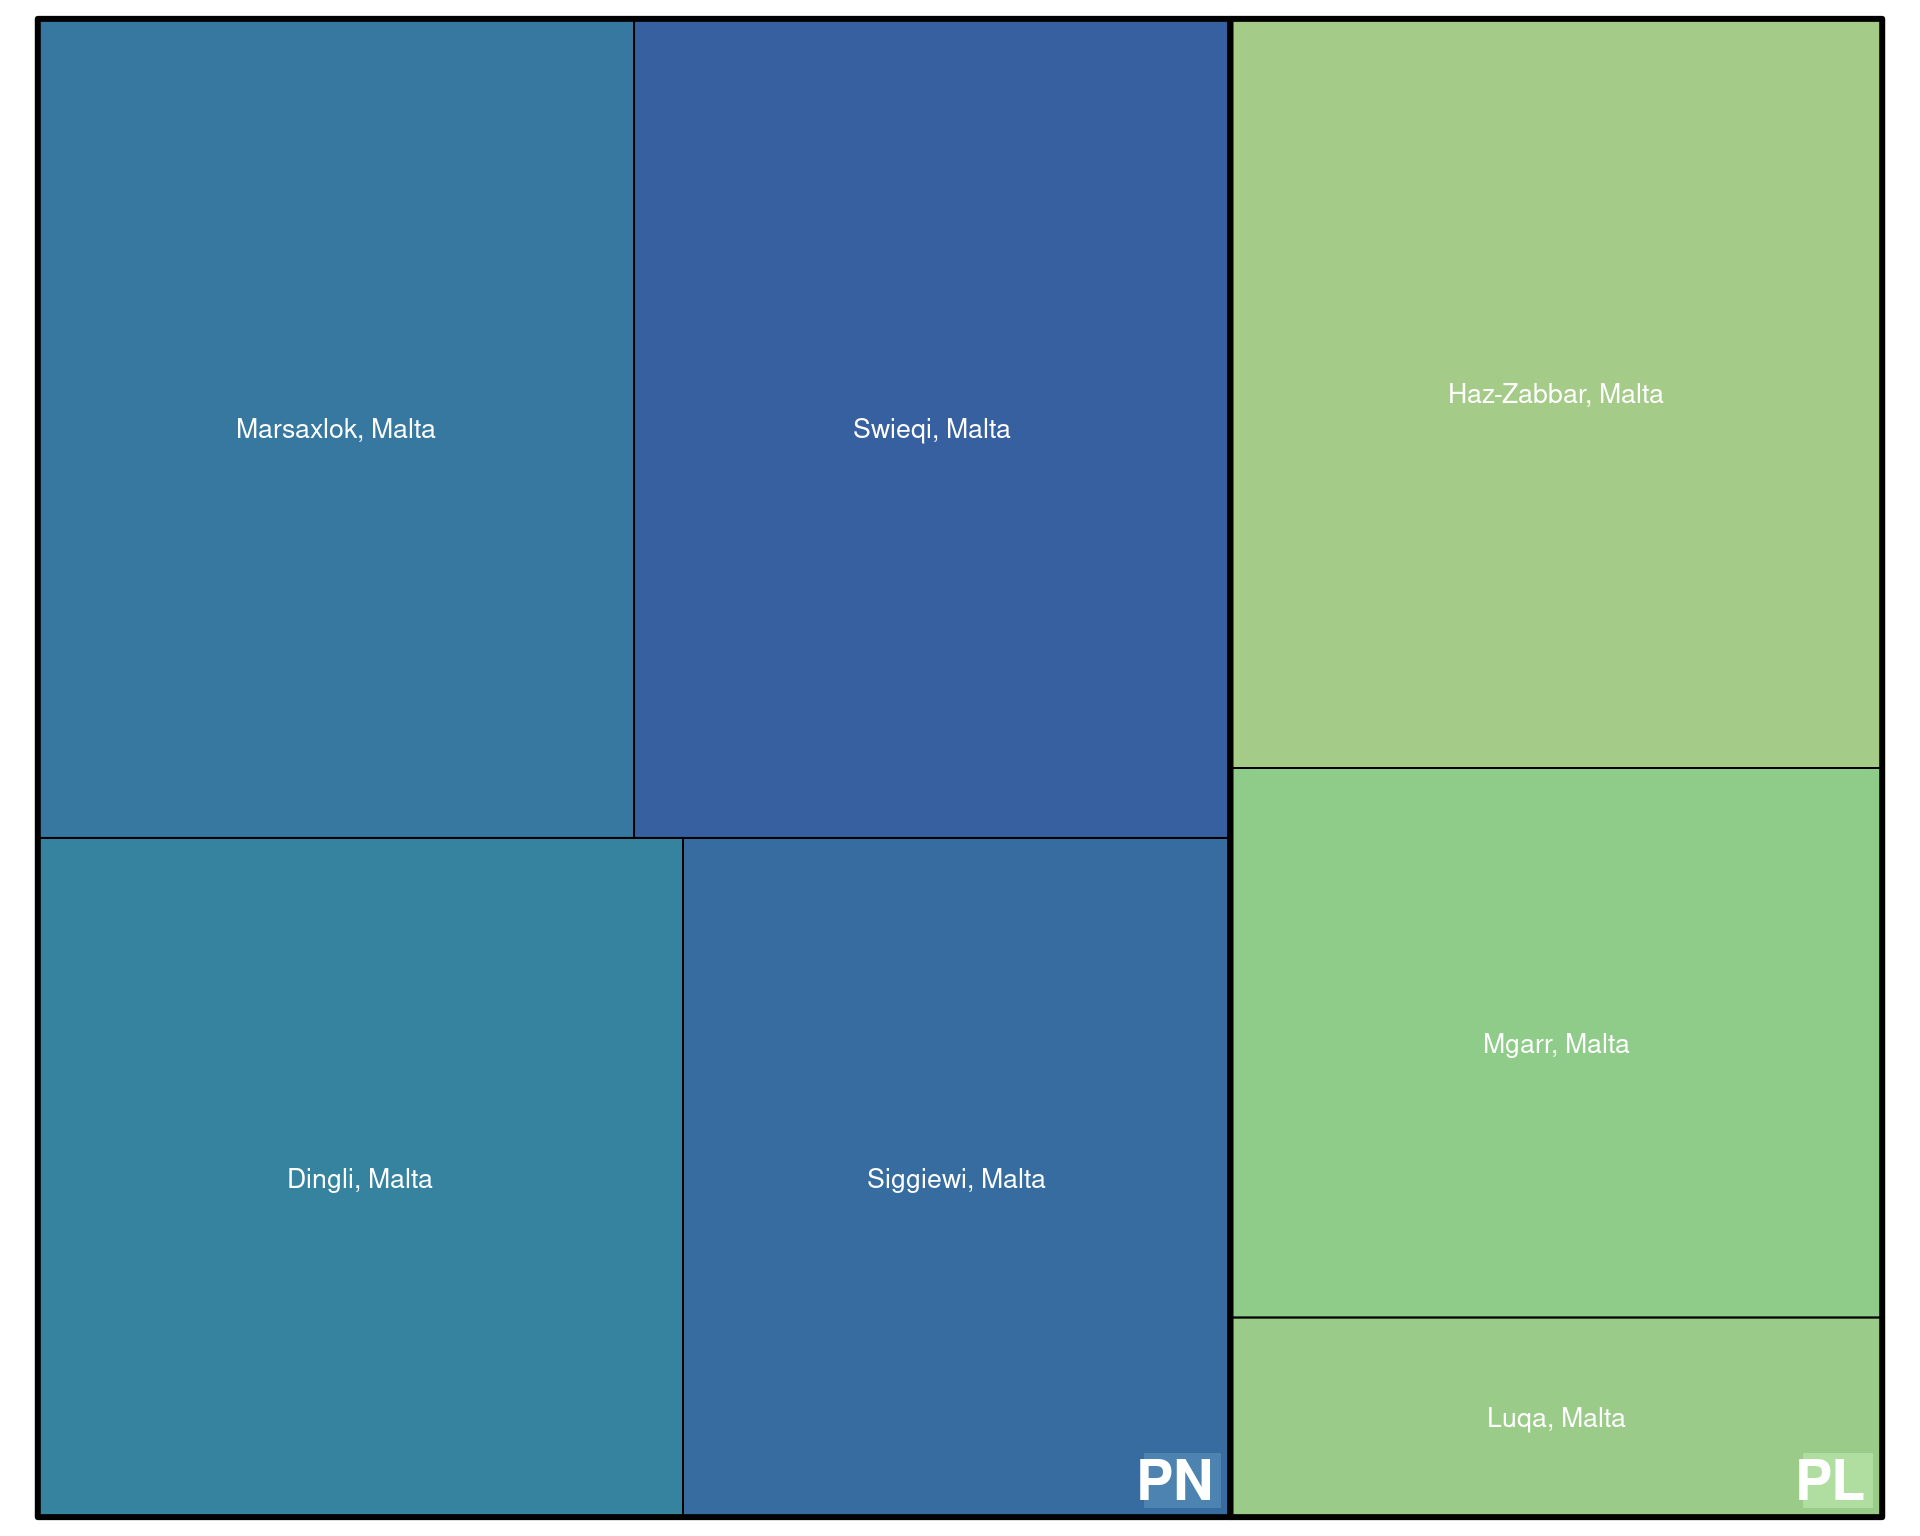 Marsaxlok, Malta
Swieqi, Malta
Haz-Zabbar, Malta
Dingli, Malta
Siggiewi, Malta
Mgarr, Malta
Luqa, Malta
PN
PL